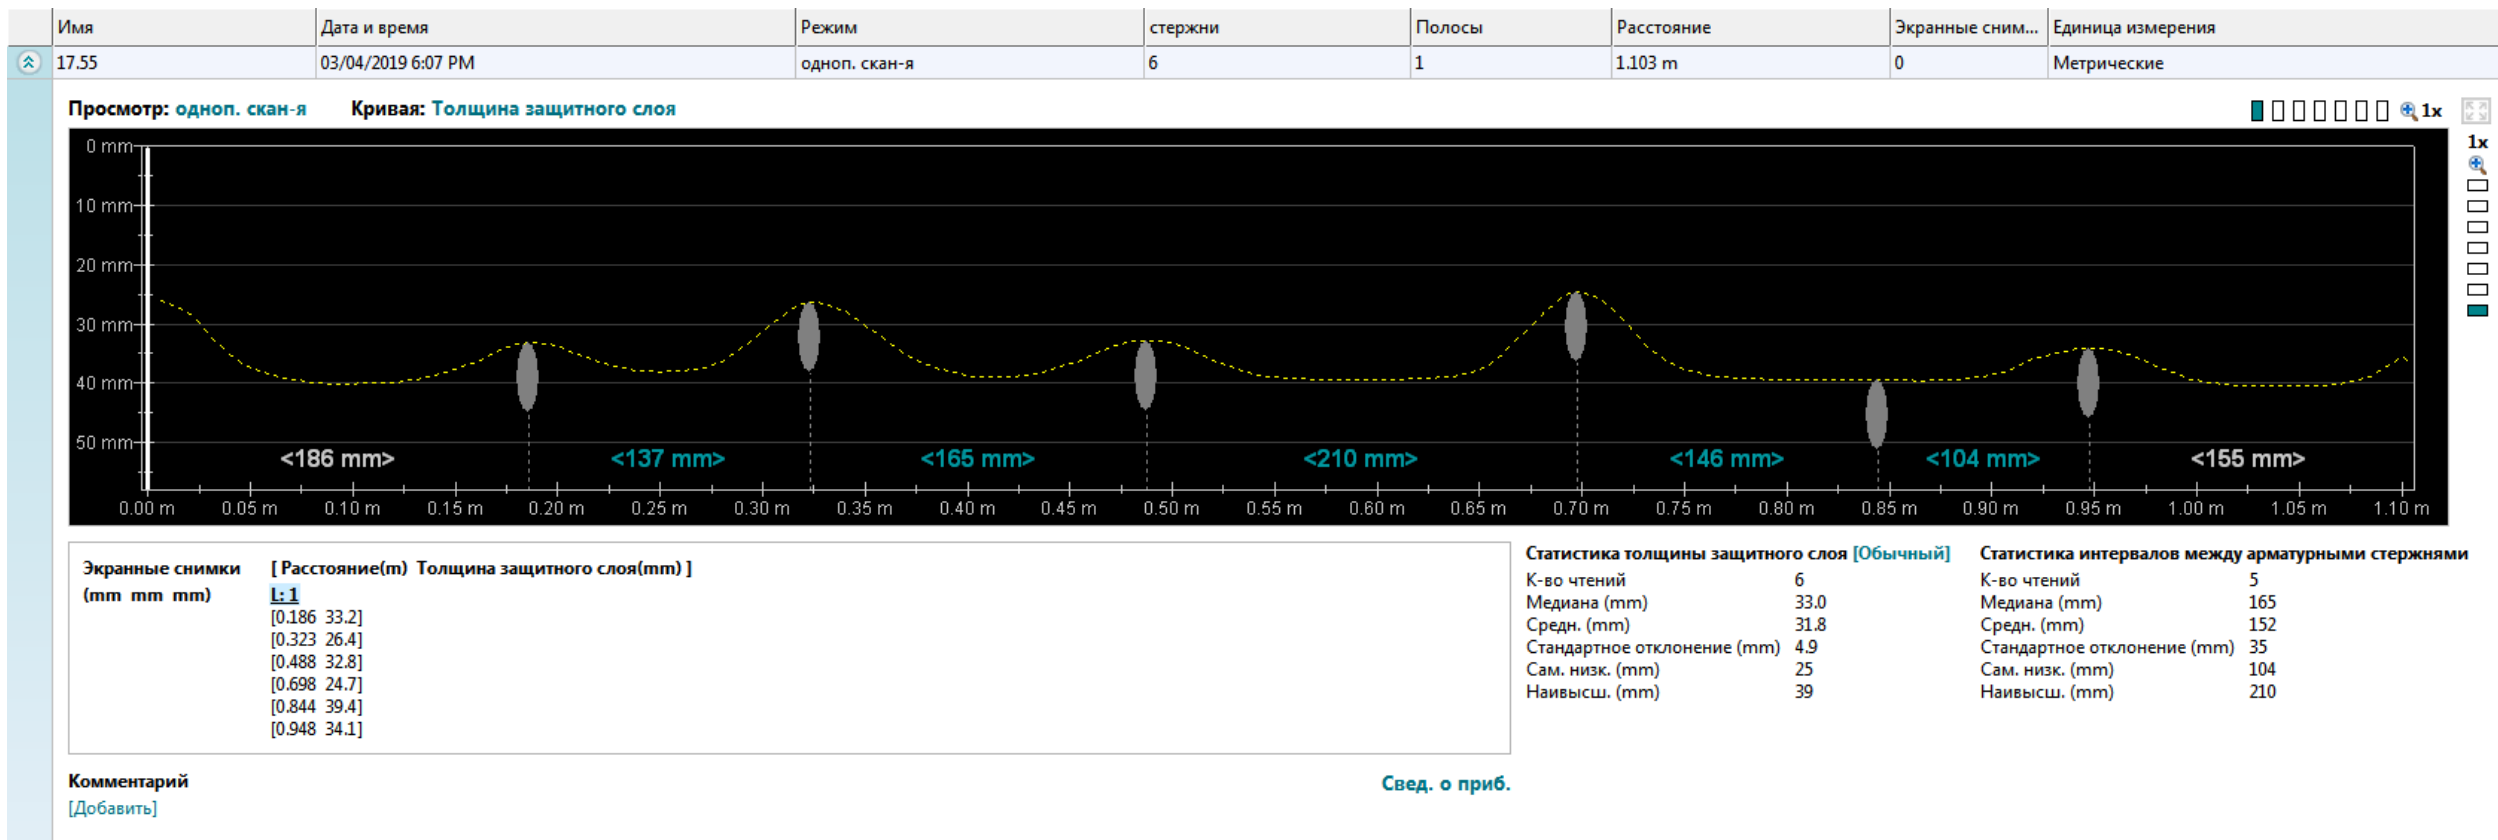 Имя Дата и время Режим стержни Полосы Расстояние Экранные сним... Единица измерения
17.55 03/04/2019 6:07 PM одноп. скан-я 6 1 1.103 m 0 Метрические
Просмотр: одноп. скан-я Кривая: Толщина защитного слоя 1x
1x
0 mm
10 mm
20 mm
30 mm
40 mm
50 mm
<186 mm> <137 mm> <165 mm> <210 mm> <146 mm> <104 mm> <155 mm>
0.00 m 0.05 m 0.10 m 0.15 m 0.20 m 0.25 m 0.30 m 0.35 m 0.40 m 0.45 m 0.50 m 0.55 m 0.60 m 0.65 m 0.70 m 0.75 m 0.80 m 0.85 m 0.90 m 0.95 m 1.00 m 1.05 m 1.10 m
Экранные снимки [ Расстояние(m) Толщина защитного слоя(mm) ]
(mm mm mm) L: 1
[0.186 33.2]
[0.323 26.4]
[0.488 32.8]
[0.698 24.7]
[0.844 39.4]
[0.948 34.1]
Статистика толщины защитного слоя [Обычный]
К-во чтений 6
Медиана (mm) 33.0
Средн. (mm) 31.8
Стандартное отклонение (mm) 4.9
Сам. низк. (mm) 25
Наивысш. (mm) 39
Статистика интервалов между арматурными стержнями
К-во чтений 5
Медиана (mm) 165
Средн. (mm) 152
Стандартное отклонение (mm) 35
Сам. низк. (mm) 104
Наивысш. (mm) 210
Комментарий
[Добавить]
Свед. о приб.